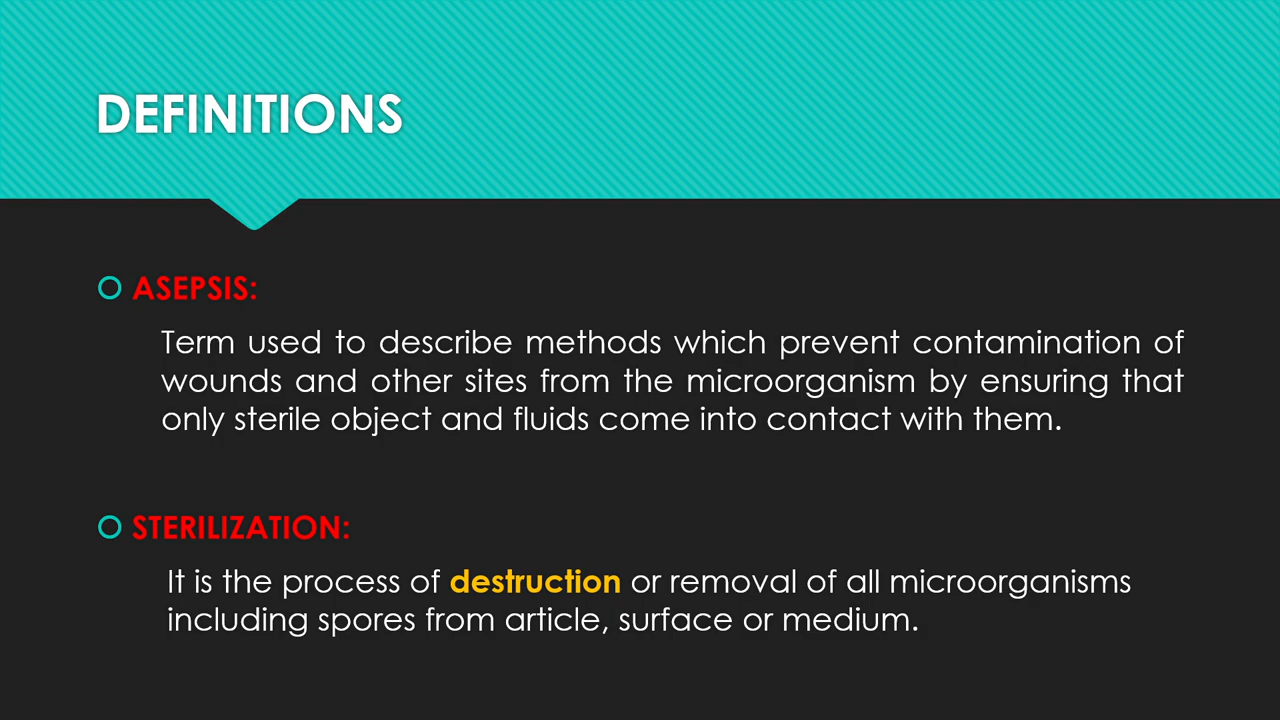 DEFINITIONS
ASEPSIS:
Term used to describe methods which prevent contamination of
wounds and other sites from the microorganism by ensuring that
only sterile object and fluids come into contact with them.
STERILIZATION:
It is the process of destruction or removal of all microorganisms
including spores from article, surface or medium.